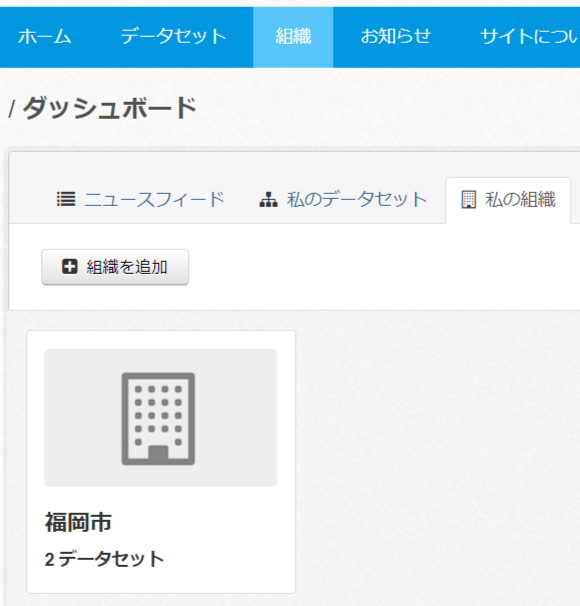 ホーム データセット 組織 お知らせ サイトについ
/ ダッシュボード
ニュースフィード 私のデータセット 私の組織
組織を追加
福岡市
2 データセット